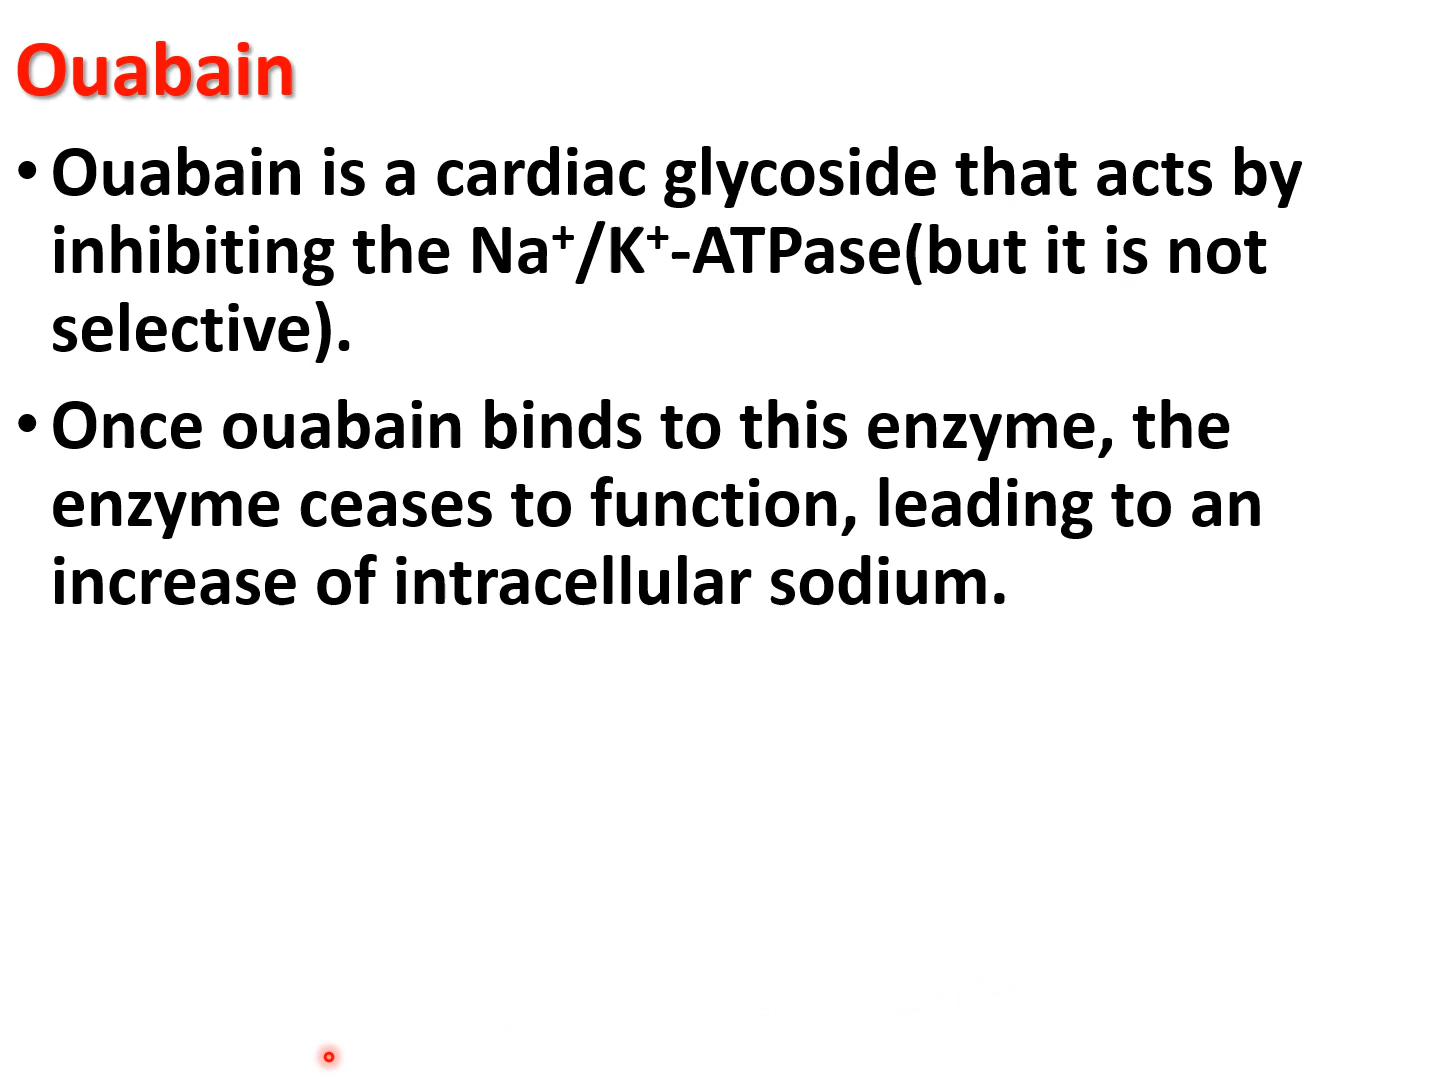 Ouabain
• Ouabain is a cardiac glycoside that acts by
inhibiting the Na⁺/K⁺-ATPase(but it is not
selective).
• Once ouabain binds to this enzyme, the
enzyme ceases to function, leading to an
increase of intracellular sodium.